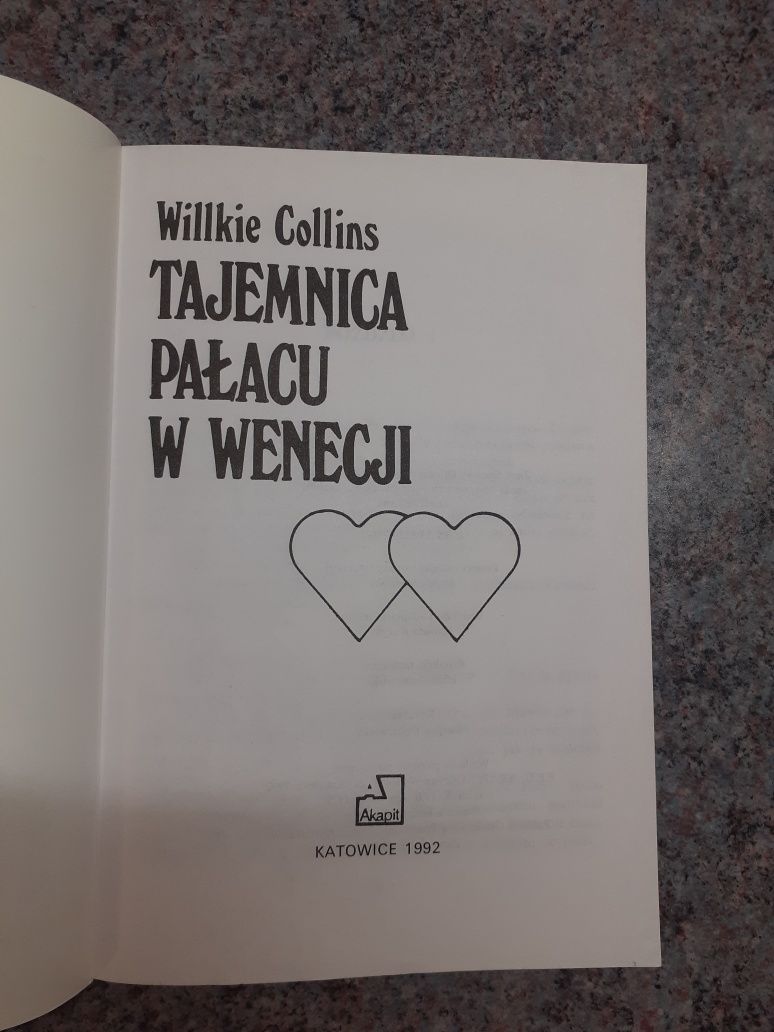 Willkie Collins
TAJEMNICA
PAŁACU
W WENECJI
Akapit
KATOWICE 1992